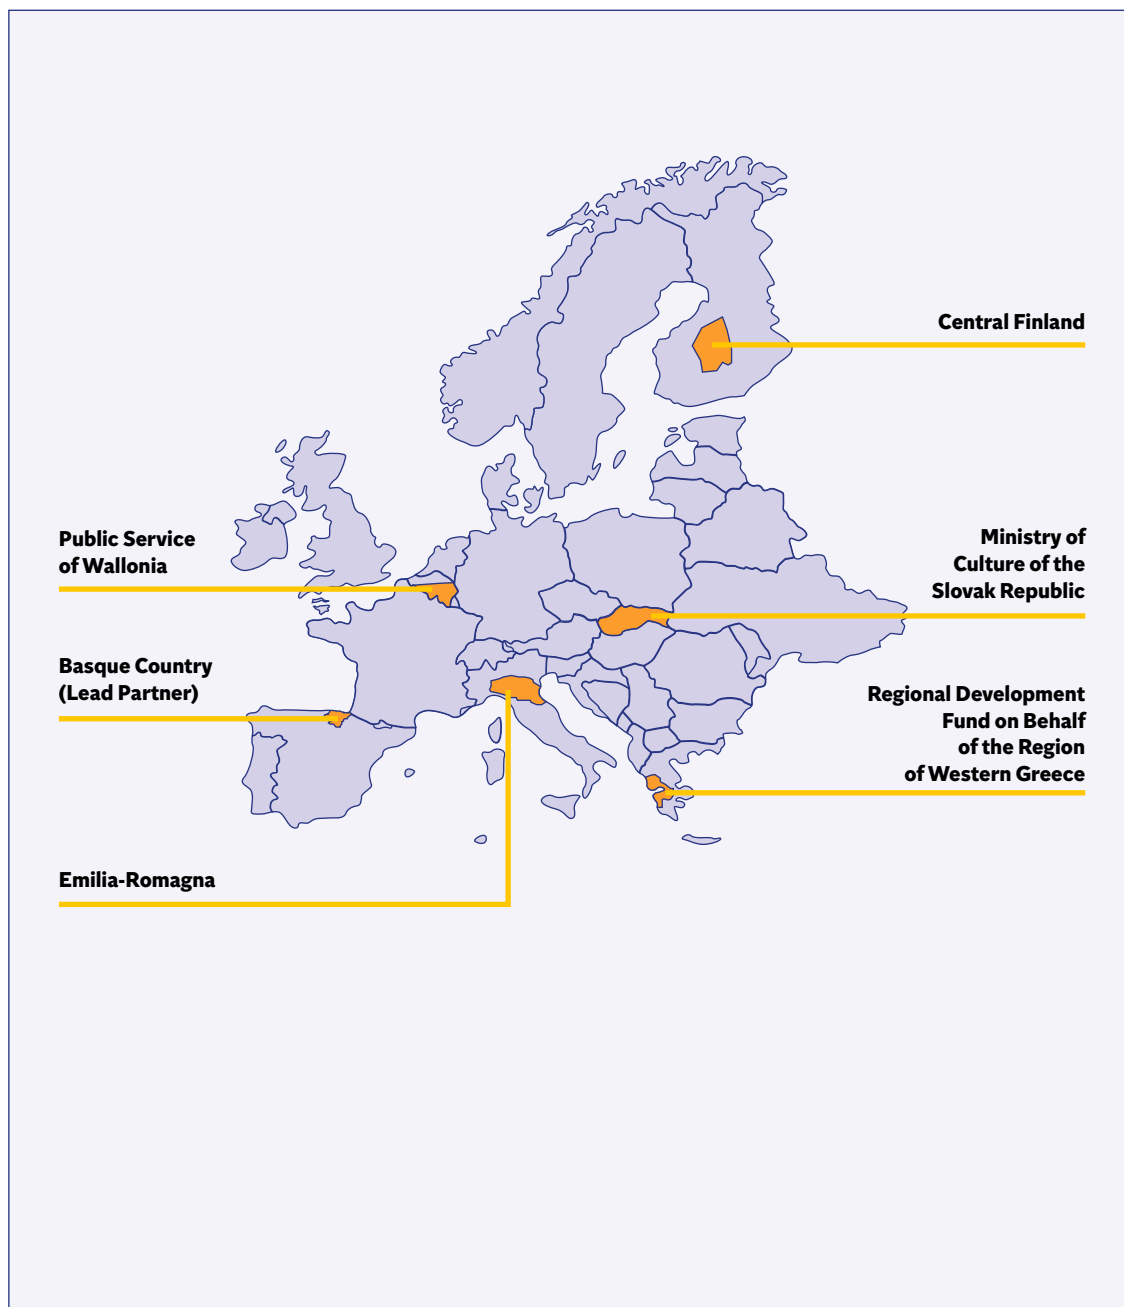 Central Finland
Public Service
of Wallonia
Ministry of
Culture of the
Slovak Republic
Basque Country
(Lead Partner)
Regional Development
Fund on Behalf
of the Region
of Western Greece
Emilia-Romagna